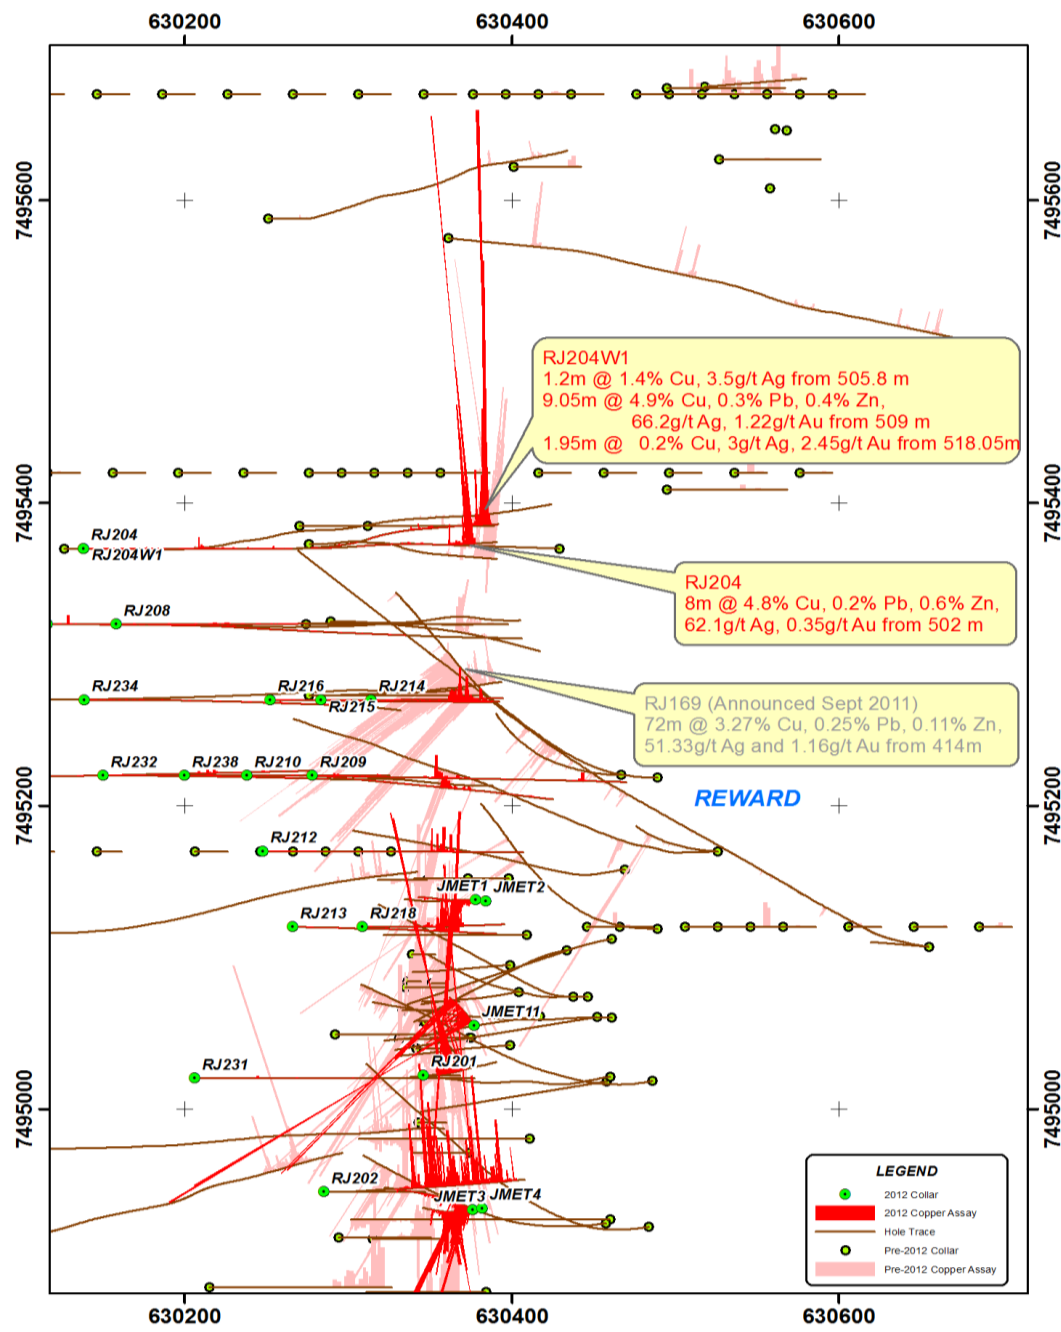 630200 630400 630600
7495600 7495600
RJ204W1
1.2m @ 1.4% Cu, 3.5g/t Ag from 505.8 m
9.05m @ 4.9% Cu, 0.3% Pb, 0.4% Zn,
66.2g/t Ag, 1.22g/t Au from 509 m
1.95m @ 0.2% Cu, 3g/t Ag, 2.45g/t Au from 518.05m
7495400 7495400
RJ204
RJ204W1
RJ204
8m @ 4.8% Cu, 0.2% Pb, 0.6% Zn,
62.1g/t Ag, 0.35g/t Au from 502 m
RJ208
RJ234 RJ216 RJ214
RJ215
RJ169 (Announced Sept 2011)
72m @ 3.27% Cu, 0.25% Pb, 0.11% Zn,
51.33g/t Ag and 1.16g/t Au from 414m
RJ232 RJ238 RJ210 RJ209
REWARD
7495200 7495200
RJ212
JMET1 JMET2
RJ213 RJ218
JMET11
RJ201
RJ231
7495000 7495000
RJ202
JMET3 JMET4
LEGEND
2012 Collar
2012 Copper Assay
Hole Trace
Pre-2012 Collar
Pre-2012 Copper Assay
630200 630400 630600